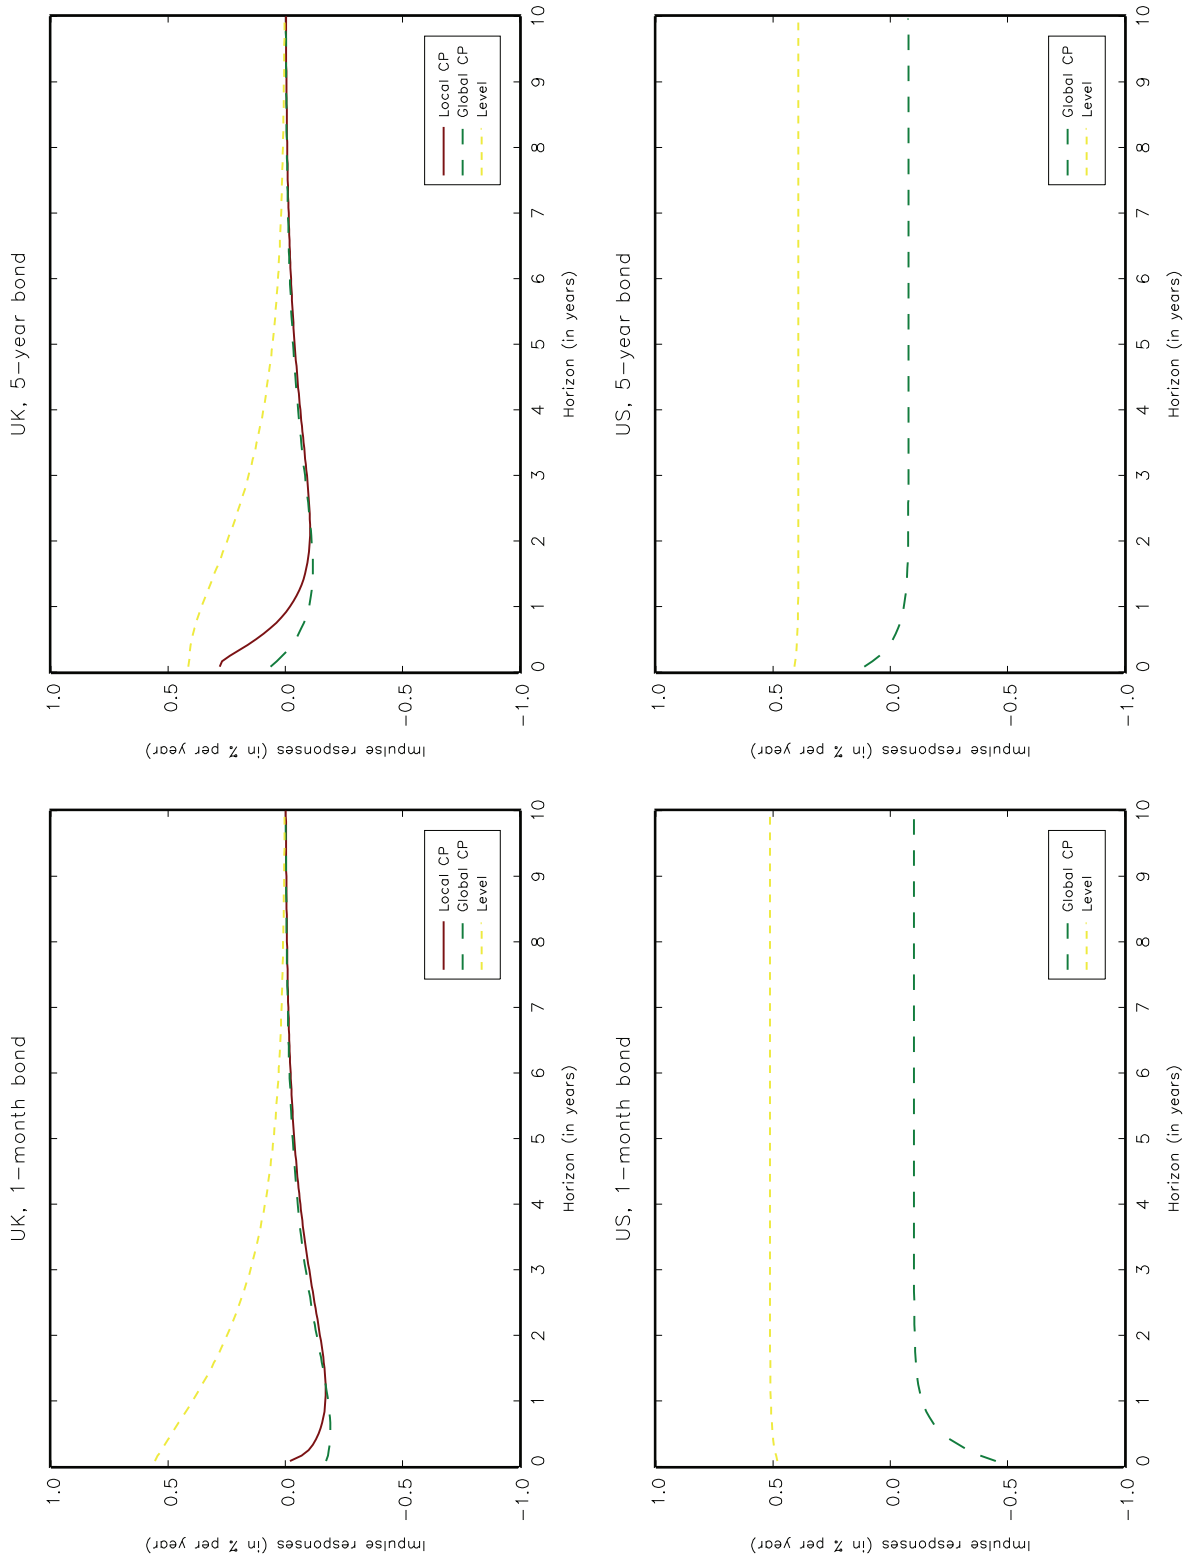 UK, 1-month bond
Impulse responses (in % per year)
1.0
0.5
0.0
-0.5
-1.0
0 1 2 3 4 5 6 7 8 9 10
Horizon (in years)
Local CP
Global CP
Level
UK, 5-year bond
Impulse responses (in % per year)
1.0
0.5
0.0
-0.5
-1.0
0 1 2 3 4 5 6 7 8 9 10
Horizon (in years)
Local CP
Global CP
Level
US, 1-month bond
Impulse responses (in % per year)
1.0
0.5
0.0
-0.5
-1.0
0 1 2 3 4 5 6 7 8 9 10
Horizon (in years)
Global CP
Level
US, 5-year bond
Impulse responses (in % per year)
1.0
0.5
0.0
-0.5
-1.0
0 1 2 3 4 5 6 7 8 9 10
Horizon (in years)
Global CP
Level